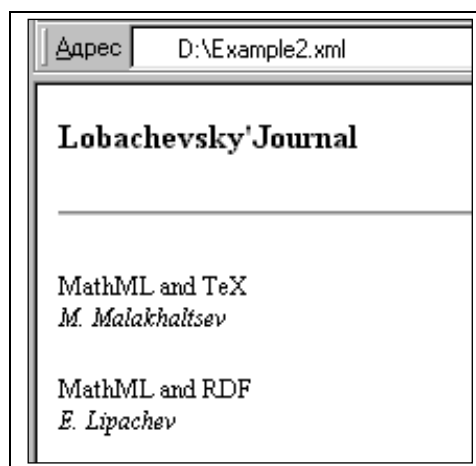 Адрес D:\Example2.xml
Lobachevsky'Journal
MathML and TeX
M. Malakhaltsev
MathML and RDF
E. Lipachev